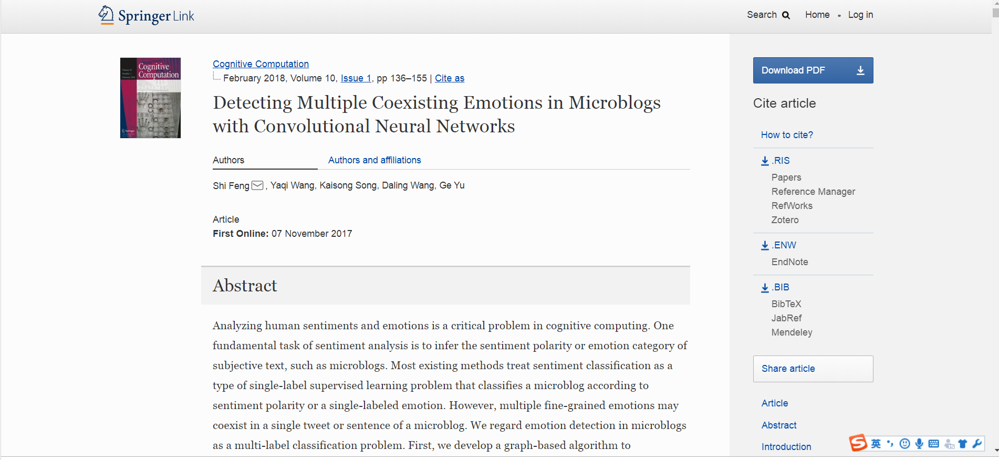 Springer Link
Search
Home • Log in
Cognitive Computation
Cognitive Computation
February 2018, Volume 10, Issue 1, pp 136–155 | Cite as
Detecting Multiple Coexisting Emotions in Microblogs
with Convolutional Neural Networks
Authors
Authors and affiliations
Shi Feng , Yaqi Wang, Kaisong Song, Daling Wang, Ge Yu
Article
First Online: 07 November 2017
Abstract
Analyzing human sentiments and emotions is a critical problem in cognitive computing. One
fundamental task of sentiment analysis is to infer the sentiment polarity or emotion category of
subjective text, such as microblogs. Most existing methods treat sentiment classification as a
type of single-label supervised learning problem that classifies a microblog according to
sentiment polarity or a single-labeled emotion. However, multiple fine-grained emotions may
coexist in a single tweet or sentence of a microblog. We regard emotion detection in microblogs
as a multi-label classification problem. First, we develop a graph-based algorithm to
Download PDF
Cite article
How to cite?
.RIS
Papers
Reference Manager
RefWorks
Zotero
.ENW
EndNote
.BIB
BibTeX
JabRef
Mendeley
Share article
Article
Abstract
Introduction
英